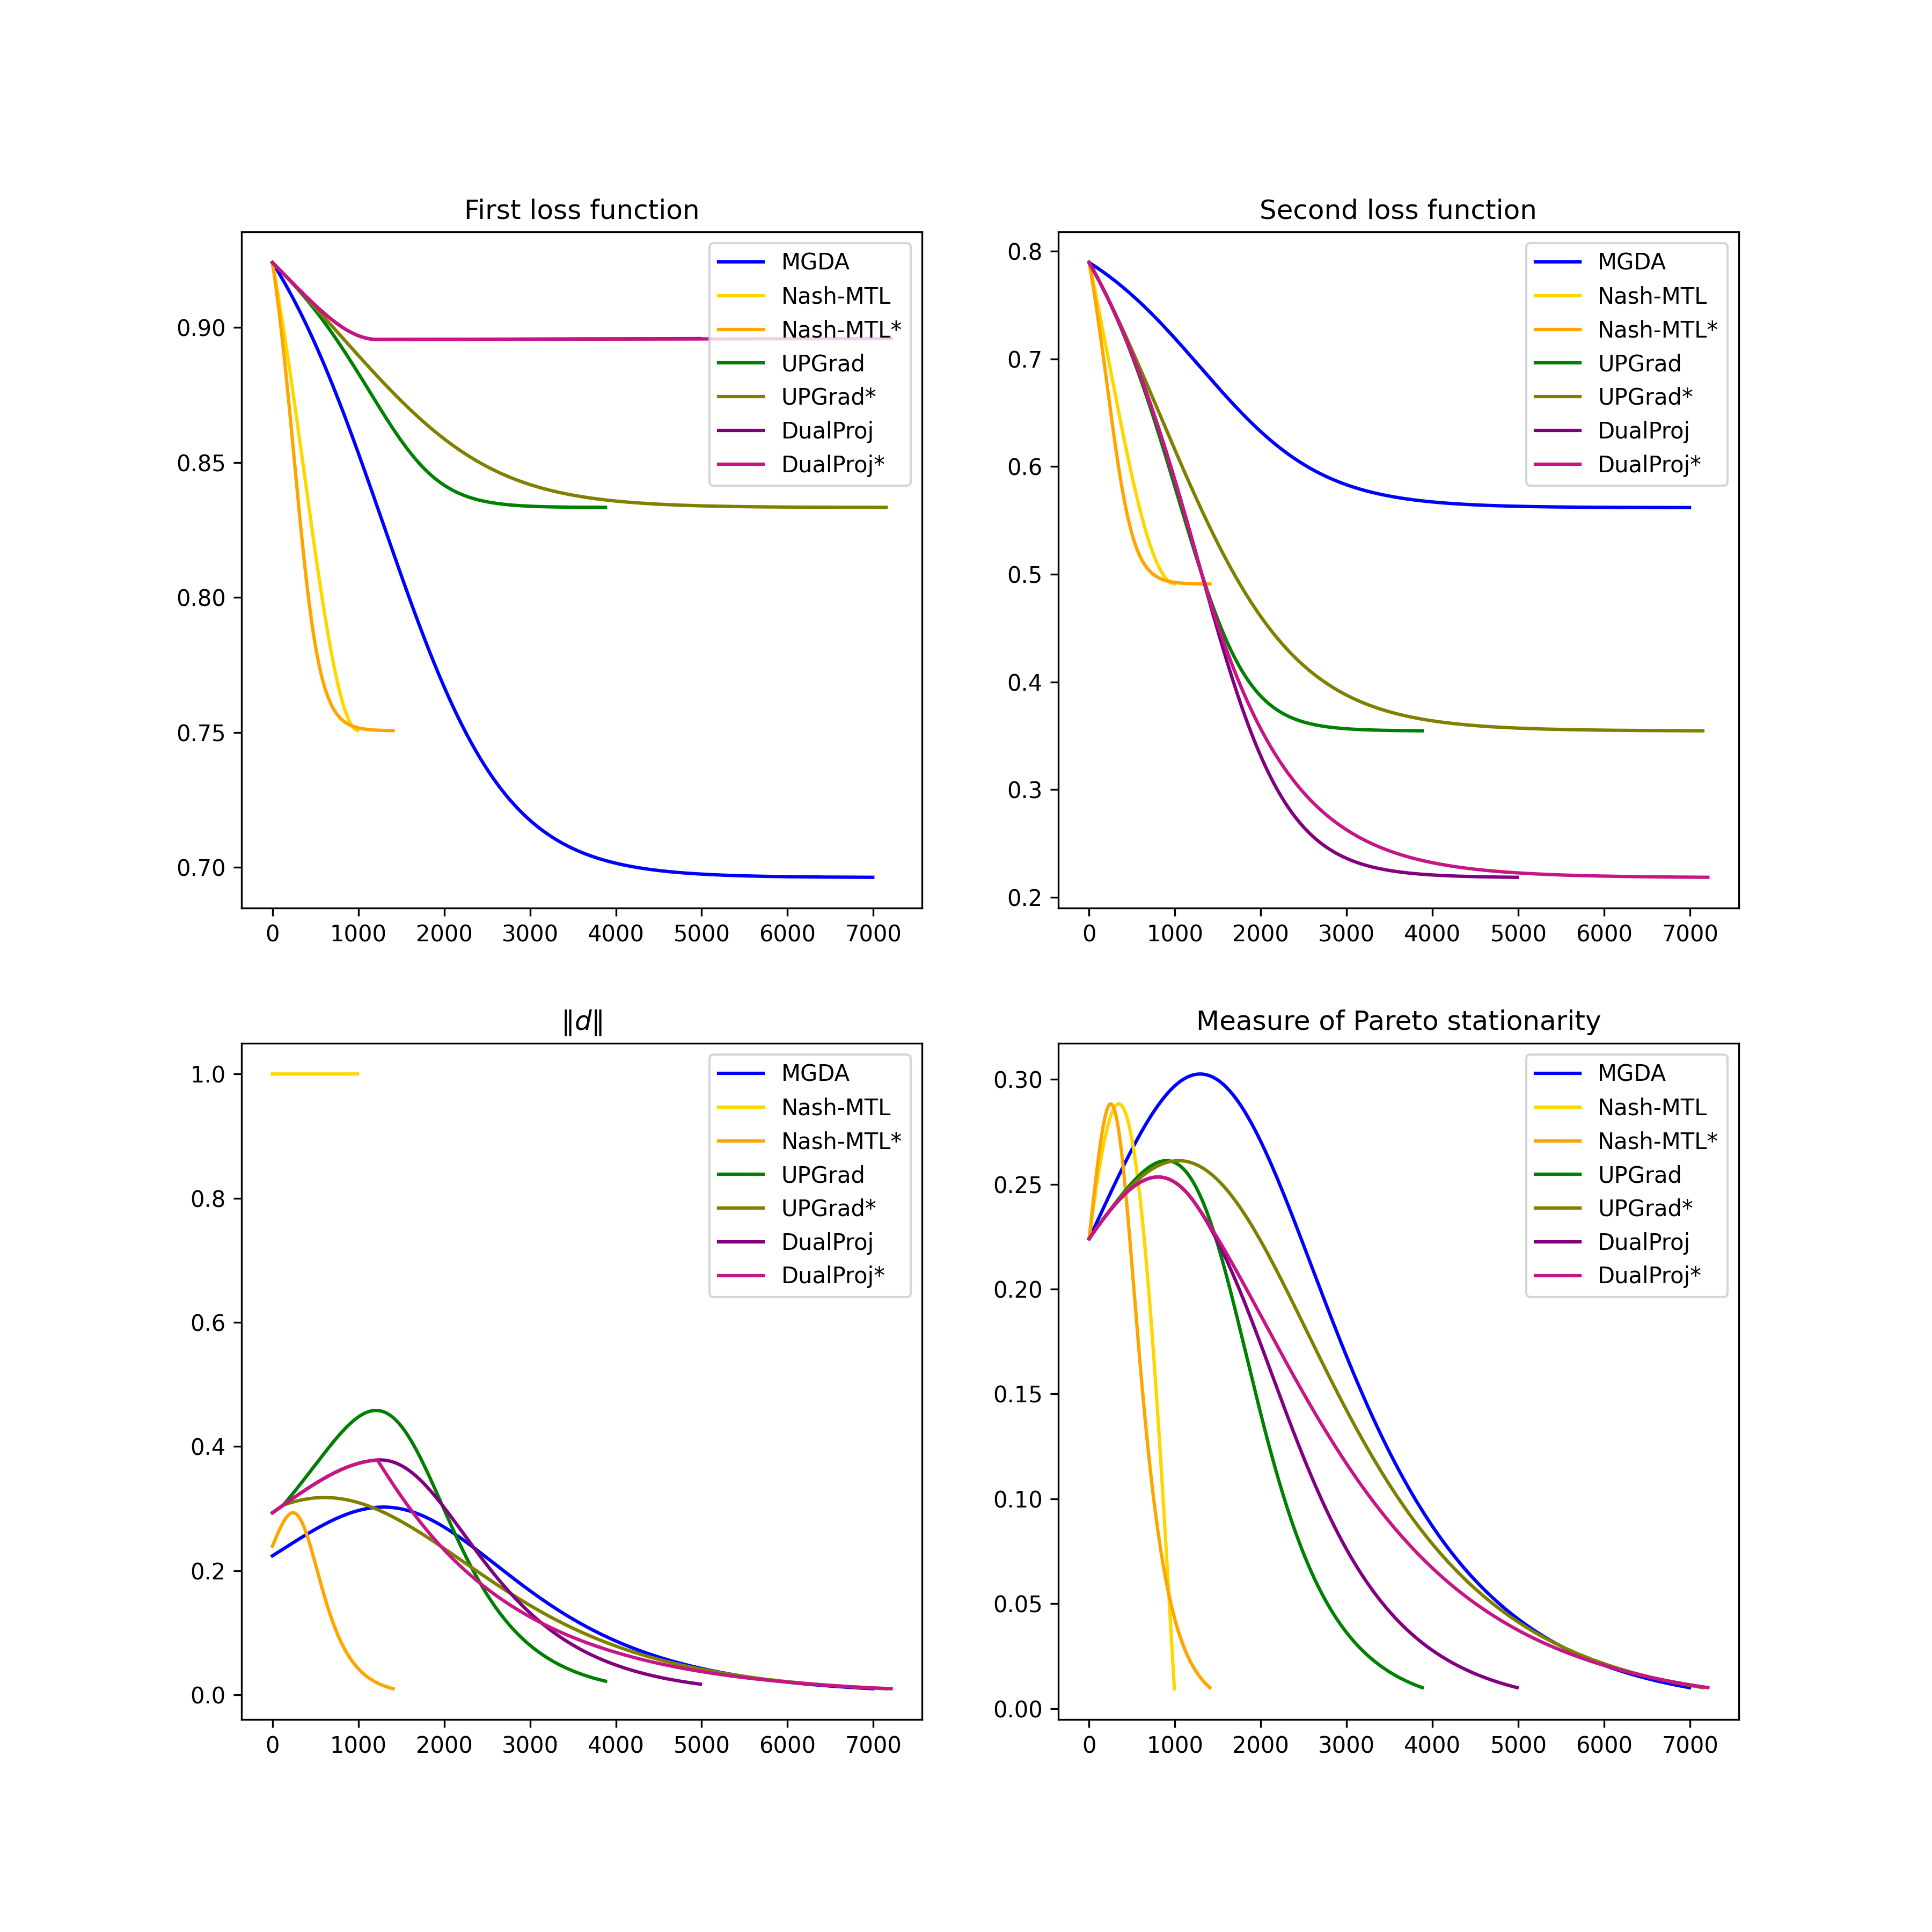 First loss function
0.90
0.85
0.80
0.75
0.70
0
1000
2000
3000
4000
5000
6000
7000
MGDA
Nash-MTL
Nash-MTL*
UPGrad
UPGrad*
DualProj
DualProj*
Second loss function
0.8
0.7
0.6
0.5
0.4
0.3
0.2
0
1000
2000
3000
4000
5000
6000
7000
MGDA
Nash-MTL
Nash-MTL*
UPGrad
UPGrad*
DualProj
DualProj*
‖d‖
1.0
0.8
0.6
0.4
0.2
0.0
0
1000
2000
3000
4000
5000
6000
7000
MGDA
Nash-MTL
Nash-MTL*
UPGrad
UPGrad*
DualProj
DualProj*
Measure of Pareto stationarity
0.30
0.25
0.20
0.15
0.10
0.05
0.00
0
1000
2000
3000
4000
5000
6000
7000
MGDA
Nash-MTL
Nash-MTL*
UPGrad
UPGrad*
DualProj
DualProj*